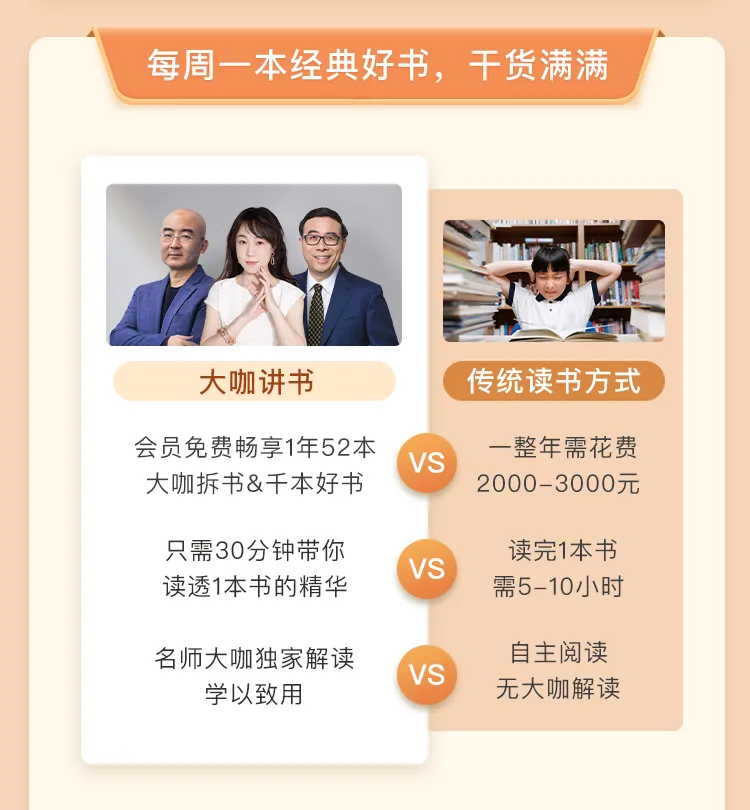 每周一本经典好书，干货满满
大咖讲书
传统读书方式
会员免费畅享1年52本
大咖拆书&千本好书
VS
一整年需花费
2000-3000元
只需30分钟带你
读透1本书的精华
VS
读完1本书
需5-10小时
名师大咖独家解读
学以致用
VS
自主阅读
无大咖解读